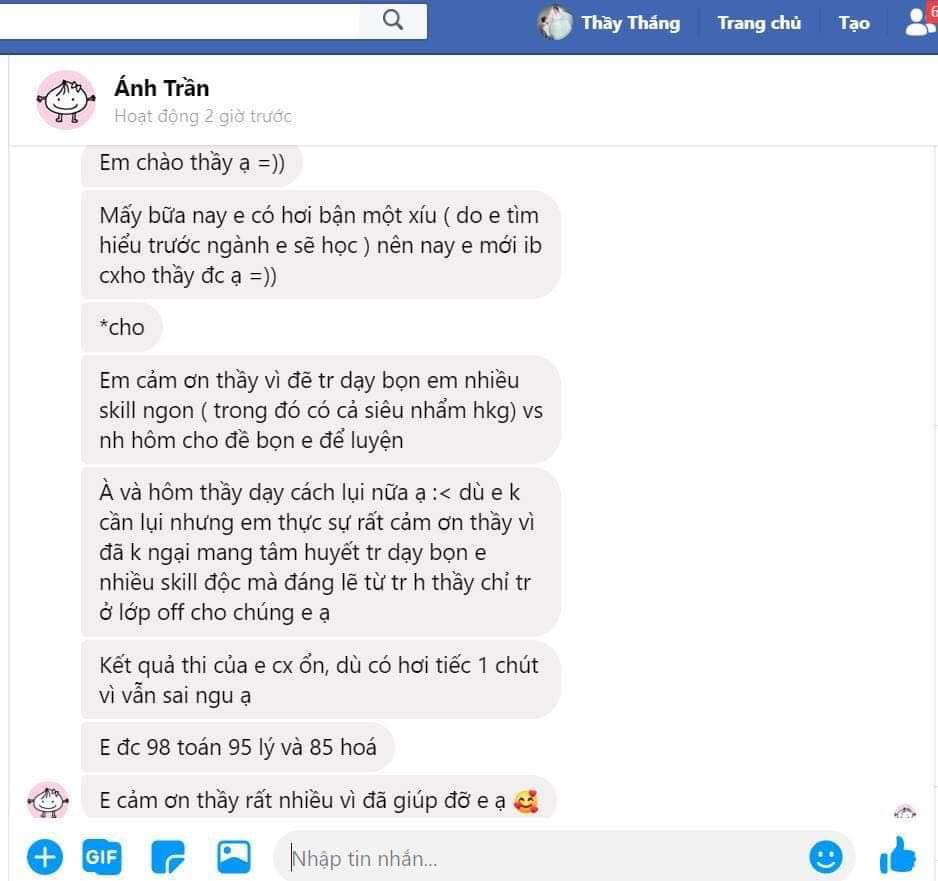 Thầy Thắng Trang chủ Tạo 6
Ánh Trần
Hoạt động 2 giờ trước
Em chào thầy ạ =))
Mấy bữa nay e có hơi bận một xíu ( do e tìm
hiểu trước ngành e sẽ học ) nên nay e mới ib
cxho thầy đc ạ =))
*cho
Em cảm ơn thầy vì đẽ tr dạy bọn em nhiều
skill ngon ( trong đó có cả siêu nhẩm hkg) vs
nh hôm cho đề bọn e để luyện
À và hôm thầy dạy cách lụi nữa ạ :< dù e k
cần lụi nhưng em thực sự rất cảm ơn thầy vì
đã k ngại mang tâm huyết tr dạy bọn e
nhiều skill độc mà đáng lẽ từ tr h thầy chỉ tr
ở lớp off cho chúng e ạ
Kết quả thi của e cx ổn, dù có hơi tiếc 1 chút
vì vẫn sai ngu ạ
E đc 98 toán 95 lý và 85 hoá
E cảm ơn thầy rất nhiều vì đã giúp đỡ e ạ 🥰
GIF Nhập tin nhắn...